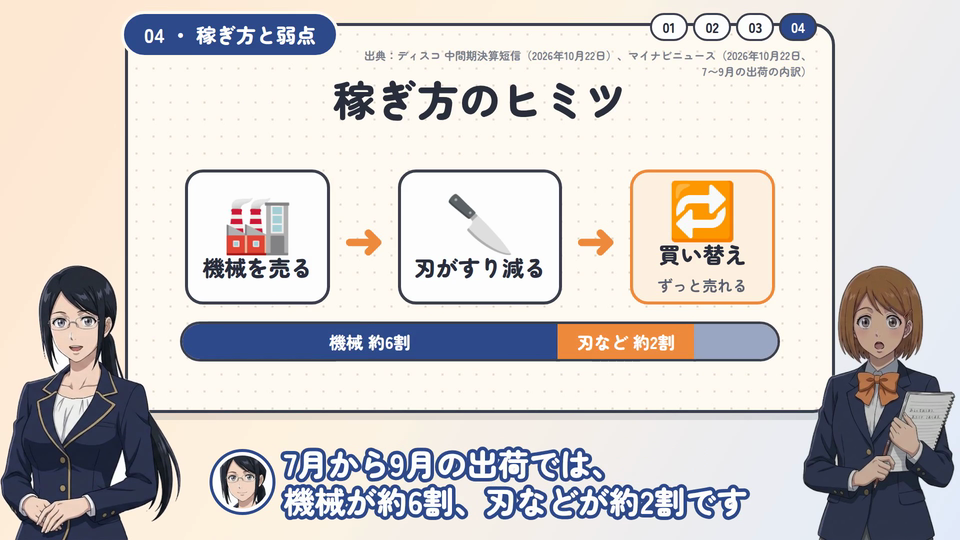 04 ・ 稼ぎ方と弱点
01 02 03 04
出典：ディスコ 中間期決算短信（2026年10月22日）、マイナビニュース（2026年10月22日、
7〜9月の出荷の内訳）
稼ぎ方のヒミツ
機械を売る
刃がすり減る
買い替え
ずっと売れる
機械 約6割
刃など 約2割
7月から9月の出荷では、
機械が約6割、刃などが約2割です